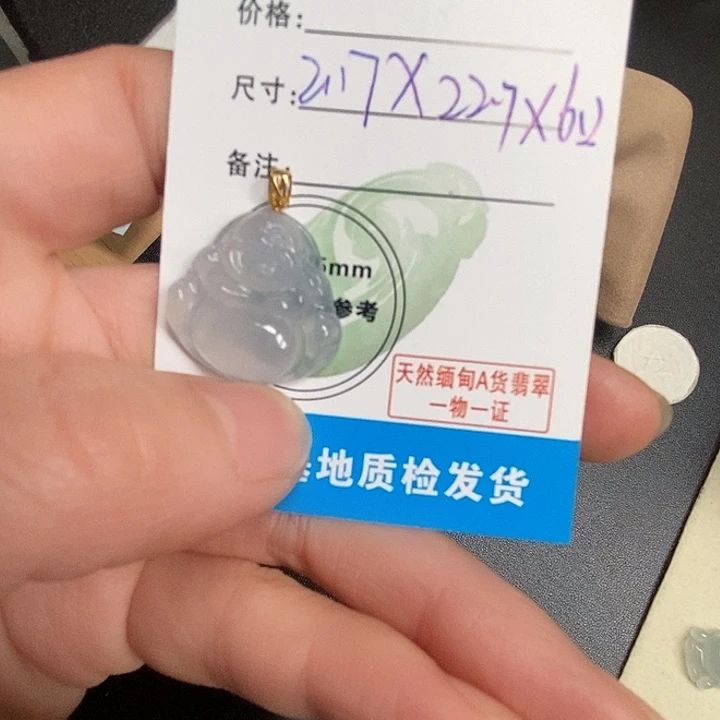 价格:
尺寸:21.7X22.7X6.2
备注:
5mm
参考
天然缅甸A货翡翠
一物一证
地质检发货